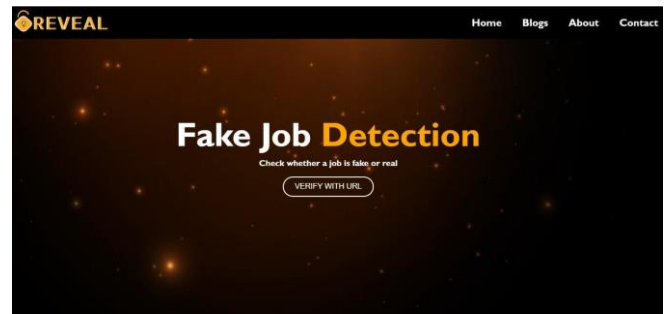 REVEAL
Home Blogs About Contact
Fake Job Detection
Check whether a job is fake or real
VERIFY WITH URL